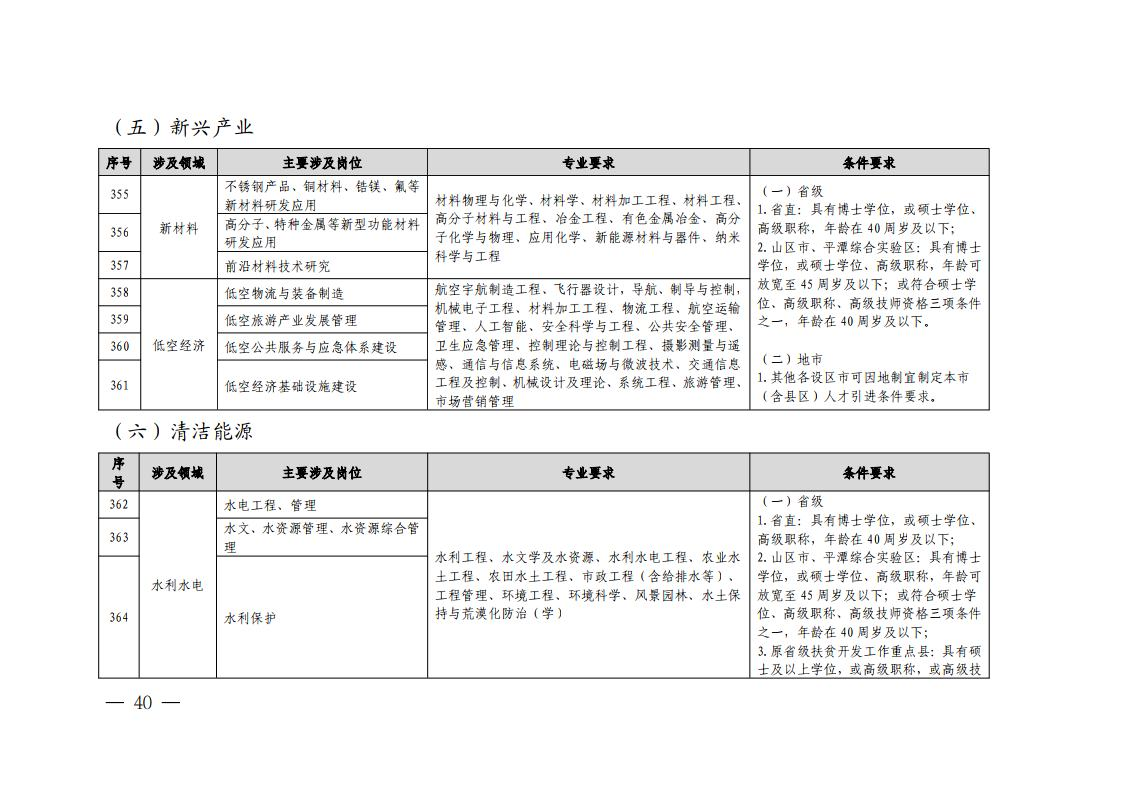 （五）新兴产业
序号 涉及领域 主要涉及岗位 专业要求 条件要求
355
新材料
不锈钢产品、铜材料、锆镁、氟等
新材料研发应用
356
高分子、特种金属等新型功能材料
研发应用
357
前沿材料技术研究
材料物理与化学、材料学、材料加工工程、材料工程、
高分子材料与工程、冶金工程、有色金属冶金、高分
子化学与物理、应用化学、新能源材料与器件、纳米
科学与工程
358
低空经济
低空物流与装备制造
359
低空旅游产业发展管理
360
低空公共服务与应急体系建设
361
低空经济基础设施建设
航空宇航制造工程、飞行器设计，导航、制导与控制，
机械电子工程、材料加工工程、物流工程、航空运输
管理、人工智能、安全科学与工程、公共安全管理、
卫生应急管理、控制理论与控制工程、摄影测量与遥
感、通信与信息系统、电磁场与微波技术、交通信息
工程及控制、机械设计及理论、系统工程、旅游管理、
市场营销管理
（一）省级
1.省直：具有博士学位，或硕士学位、
高级职称，年龄在 40 周岁及以下；
2.山区市、平潭综合实验区：具有博士
学位，或硕士学位、高级职称，年龄可
放宽至 45 周岁及以下；或符合硕士学
位、高级职称、高级技师资格三项条件
之一，年龄在 40 周岁及以下。
（二）地市
1.其他各设区市可因地制宜制定本市
（含县区）人才引进条件要求。
（六）清洁能源
序
号
涉及领域 主要涉及岗位 专业要求 条件要求
362
水利水电
水电工程、管理
363
水文、水资源管理、水资源综合管
理
364
水利保护
水利工程、水文学及水资源、水利水电工程、农业水
土工程、农田水土工程、市政工程（含给排水等）、
工程管理、环境工程、环境科学、风景园林、水土保
持与荒漠化防治（学）
（一）省级
1.省直：具有博士学位，或硕士学位、
高级职称，年龄在 40 周岁及以下；
2.山区市、平潭综合实验区：具有博士
学位，或硕士学位、高级职称，年龄可
放宽至 45 周岁及以下；或符合硕士学
位、高级职称、高级技师资格三项条件
之一，年龄在 40 周岁及以下；
3.原省级扶贫开发工作重点县：具有硕
士及以上学位，或高级职称，或高级技
— 40 —